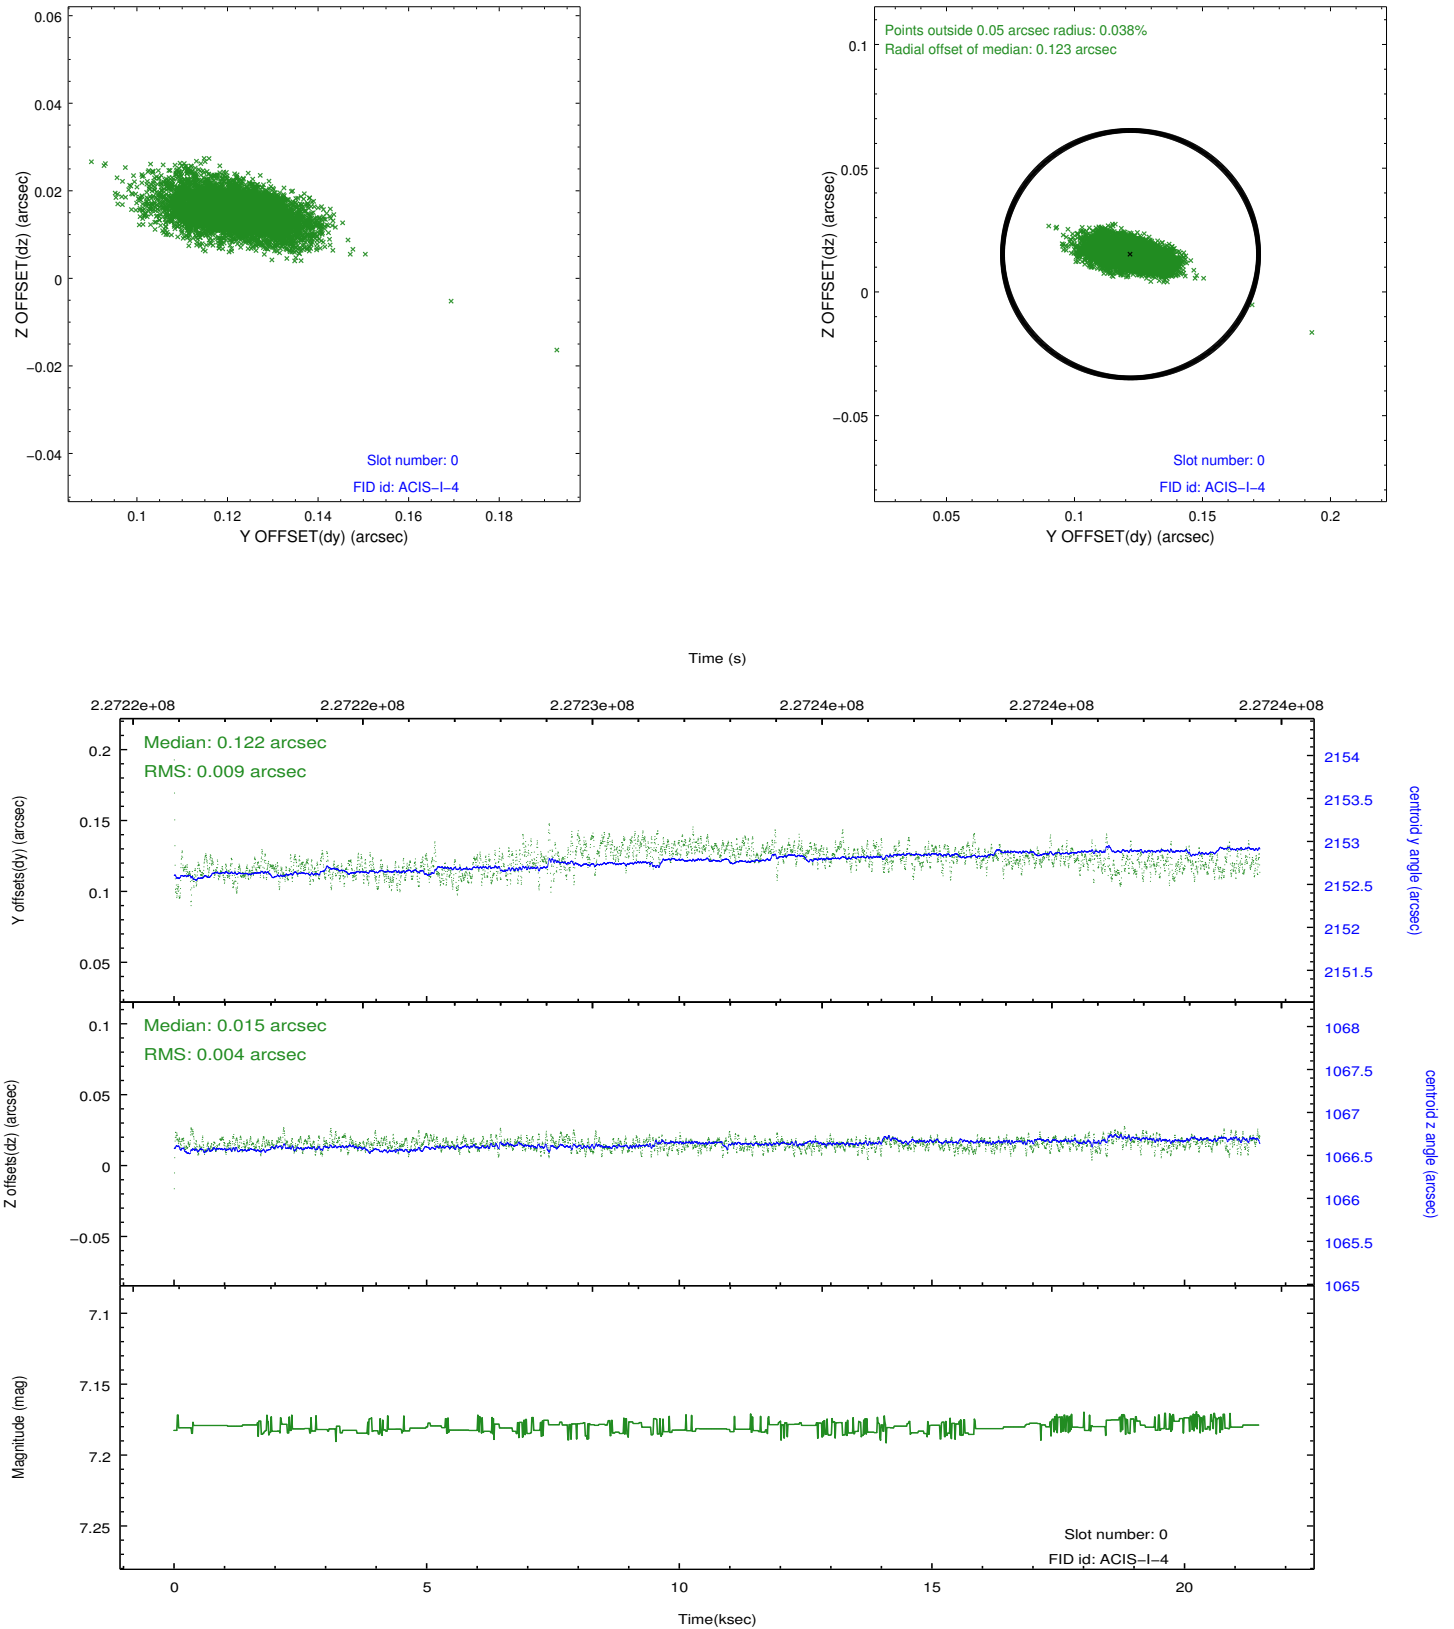 0.06
0.04
0.02
0
−0.02
−0.04
Z OFFSET(dz) (arcsec)
0.1
0.12
0.14
0.16
0.18
Y OFFSET(dy) (arcsec)
Slot number: 0
FID id: ACIS−I−4
Points outside 0.05 arcsec radius: 0.038%
Radial offset of median: 0.123 arcsec
0.1
0.05
0
−0.05
Z OFFSET(dz) (arcsec)
0.05
0.1
0.15
0.2
Y OFFSET(dy) (arcsec)
Slot number: 0
FID id: ACIS−I−4
Time (s)
2.2722e+08
2.2722e+08
2.2723e+08
2.2724e+08
2.2724e+08
2.2724e+08
Median: 0.122 arcsec
RMS: 0.009 arcsec
0.2
0.15
0.1
0.05
Y offsets(dy) (arcsec)
2154
2153.5
2153
2152.5
2152
2151.5
centroid y angle (arcsec)
Median: 0.015 arcsec
RMS: 0.004 arcsec
0.1
0.05
0
−0.05
Z offsets(dz) (arcsec)
1068
1067.5
1067
1066.5
1066
1065.5
1065
centroid z angle (arcsec)
7.1
7.15
7.2
7.25
Magnitude (mag)
Slot number: 0
FID id: ACIS−I−4
0
5
10
15
20
Time(ksec)